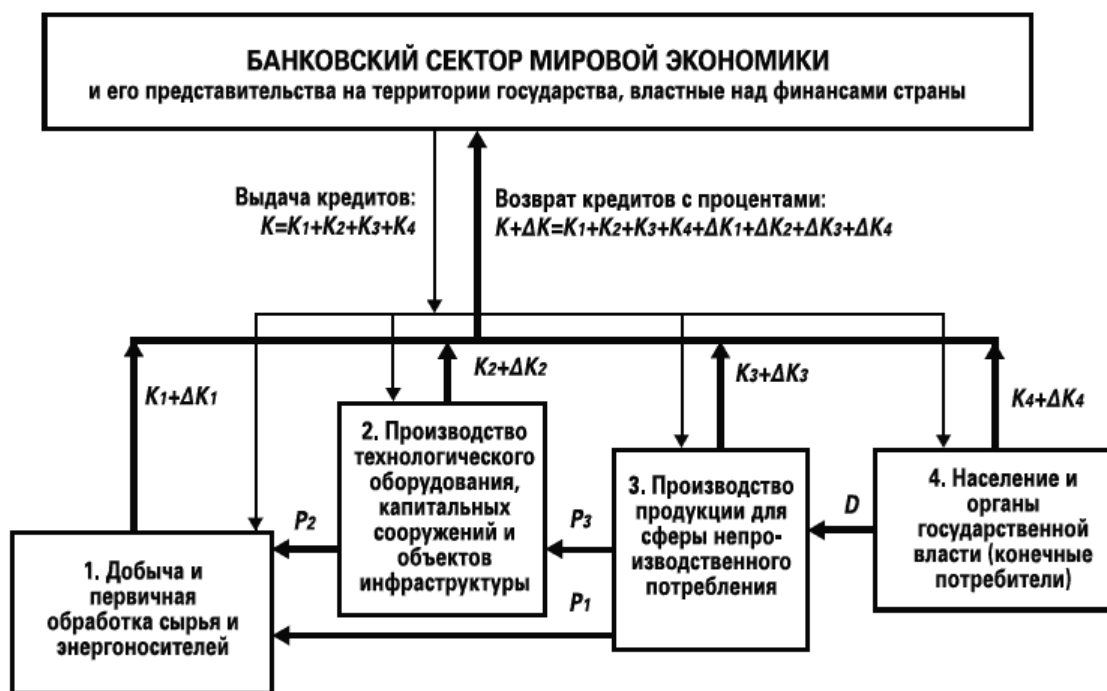 БАНКОВСКИЙ СЕКТОР МИРОВОЙ ЭКОНОМИКИ
и его представительства на территории государства, властные над финансами страны
Выдача кредитов:
K=K1+K2+K3+K4
Возврат кредитов с процентами:
K+ΔK=K1+K2+K3+K4+ΔK1+ΔK2+ΔK3+ΔK4
K1+ΔK1
K2+ΔK2
K3+ΔK3
K4+ΔK4
2. Производство
технологического
оборудования,
капитальных
сооружений и
объектов
инфраструктуры
3. Производство
продукции для
сферы непро-
изводственного
потребления
4. Население и
органы
государственной
власти (конечные
потребители)
1. Добыча и
первичная
обработка сырья и
энергоносителей
P2
P3
D
P1